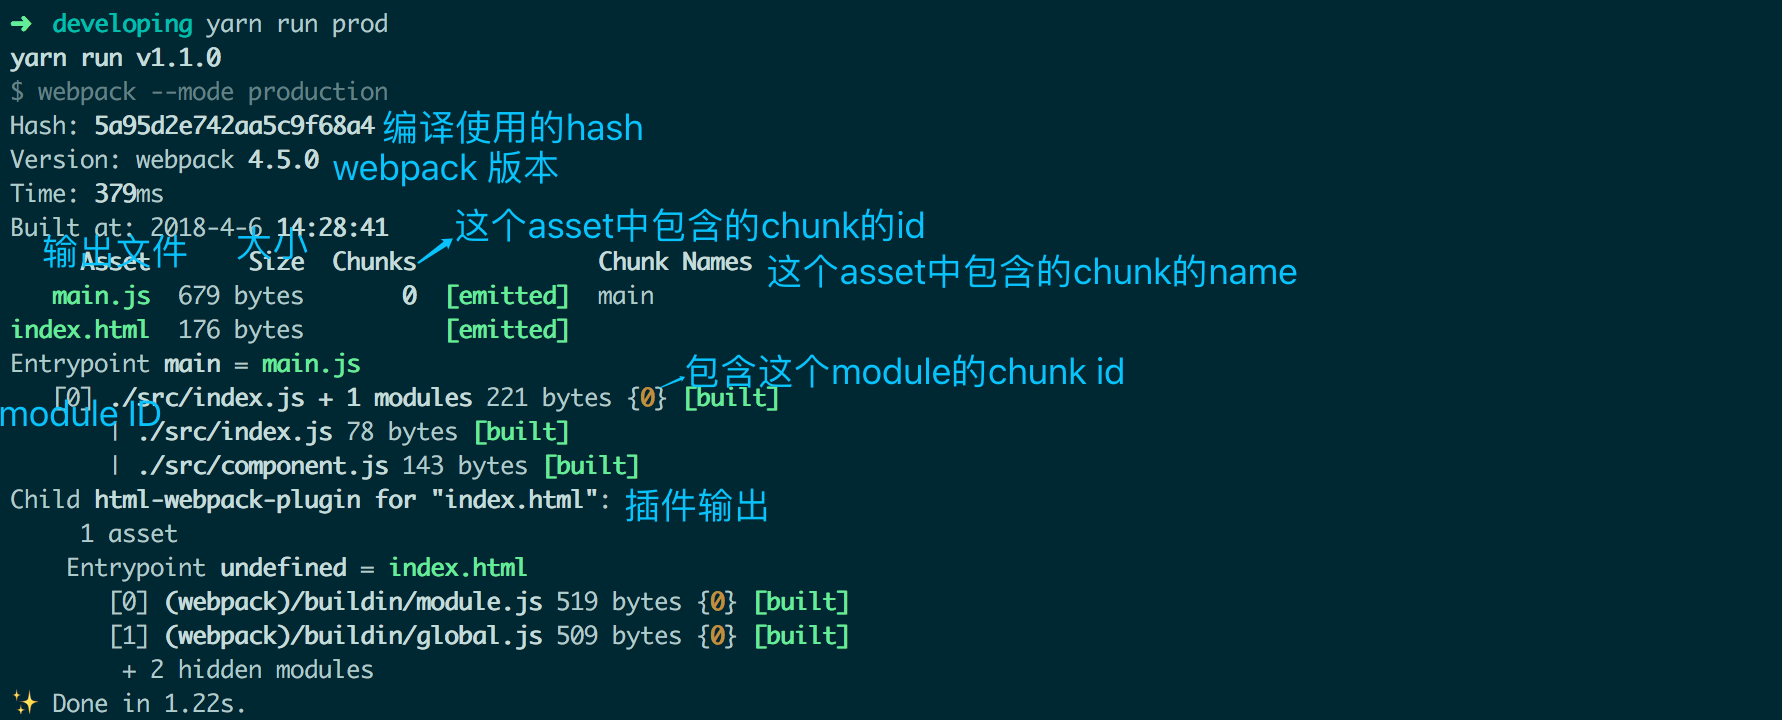 ➜ developing yarn run prod
yarn run v1.1.0
$ webpack --mode production
Hash: 5a95d2e742aa5c9f68a4 编译使用的hash
Version: webpack 4.5.0 webpack 版本
Time: 379ms
Built at: 2018-4-6 14:28:41 这个asset中包含的chunk的id
输出文件 大小
Asset Size Chunks Chunk Names 这个asset中包含的chunk的name
main.js 679 bytes 0 [emitted] main
index.html 176 bytes [emitted]
Entrypoint main = main.js
包含这个module的chunk id
[0] ./src/index.js + 1 modules 221 bytes {0} [built]
module ID
| ./src/index.js 78 bytes [built]
| ./src/component.js 143 bytes [built]
Child html-webpack-plugin for "index.html": 插件输出
1 asset
Entrypoint undefined = index.html
[0] (webpack)/buildin/module.js 519 bytes {0} [built]
[1] (webpack)/buildin/global.js 509 bytes {0} [built]
+ 2 hidden modules
✨ Done in 1.22s.